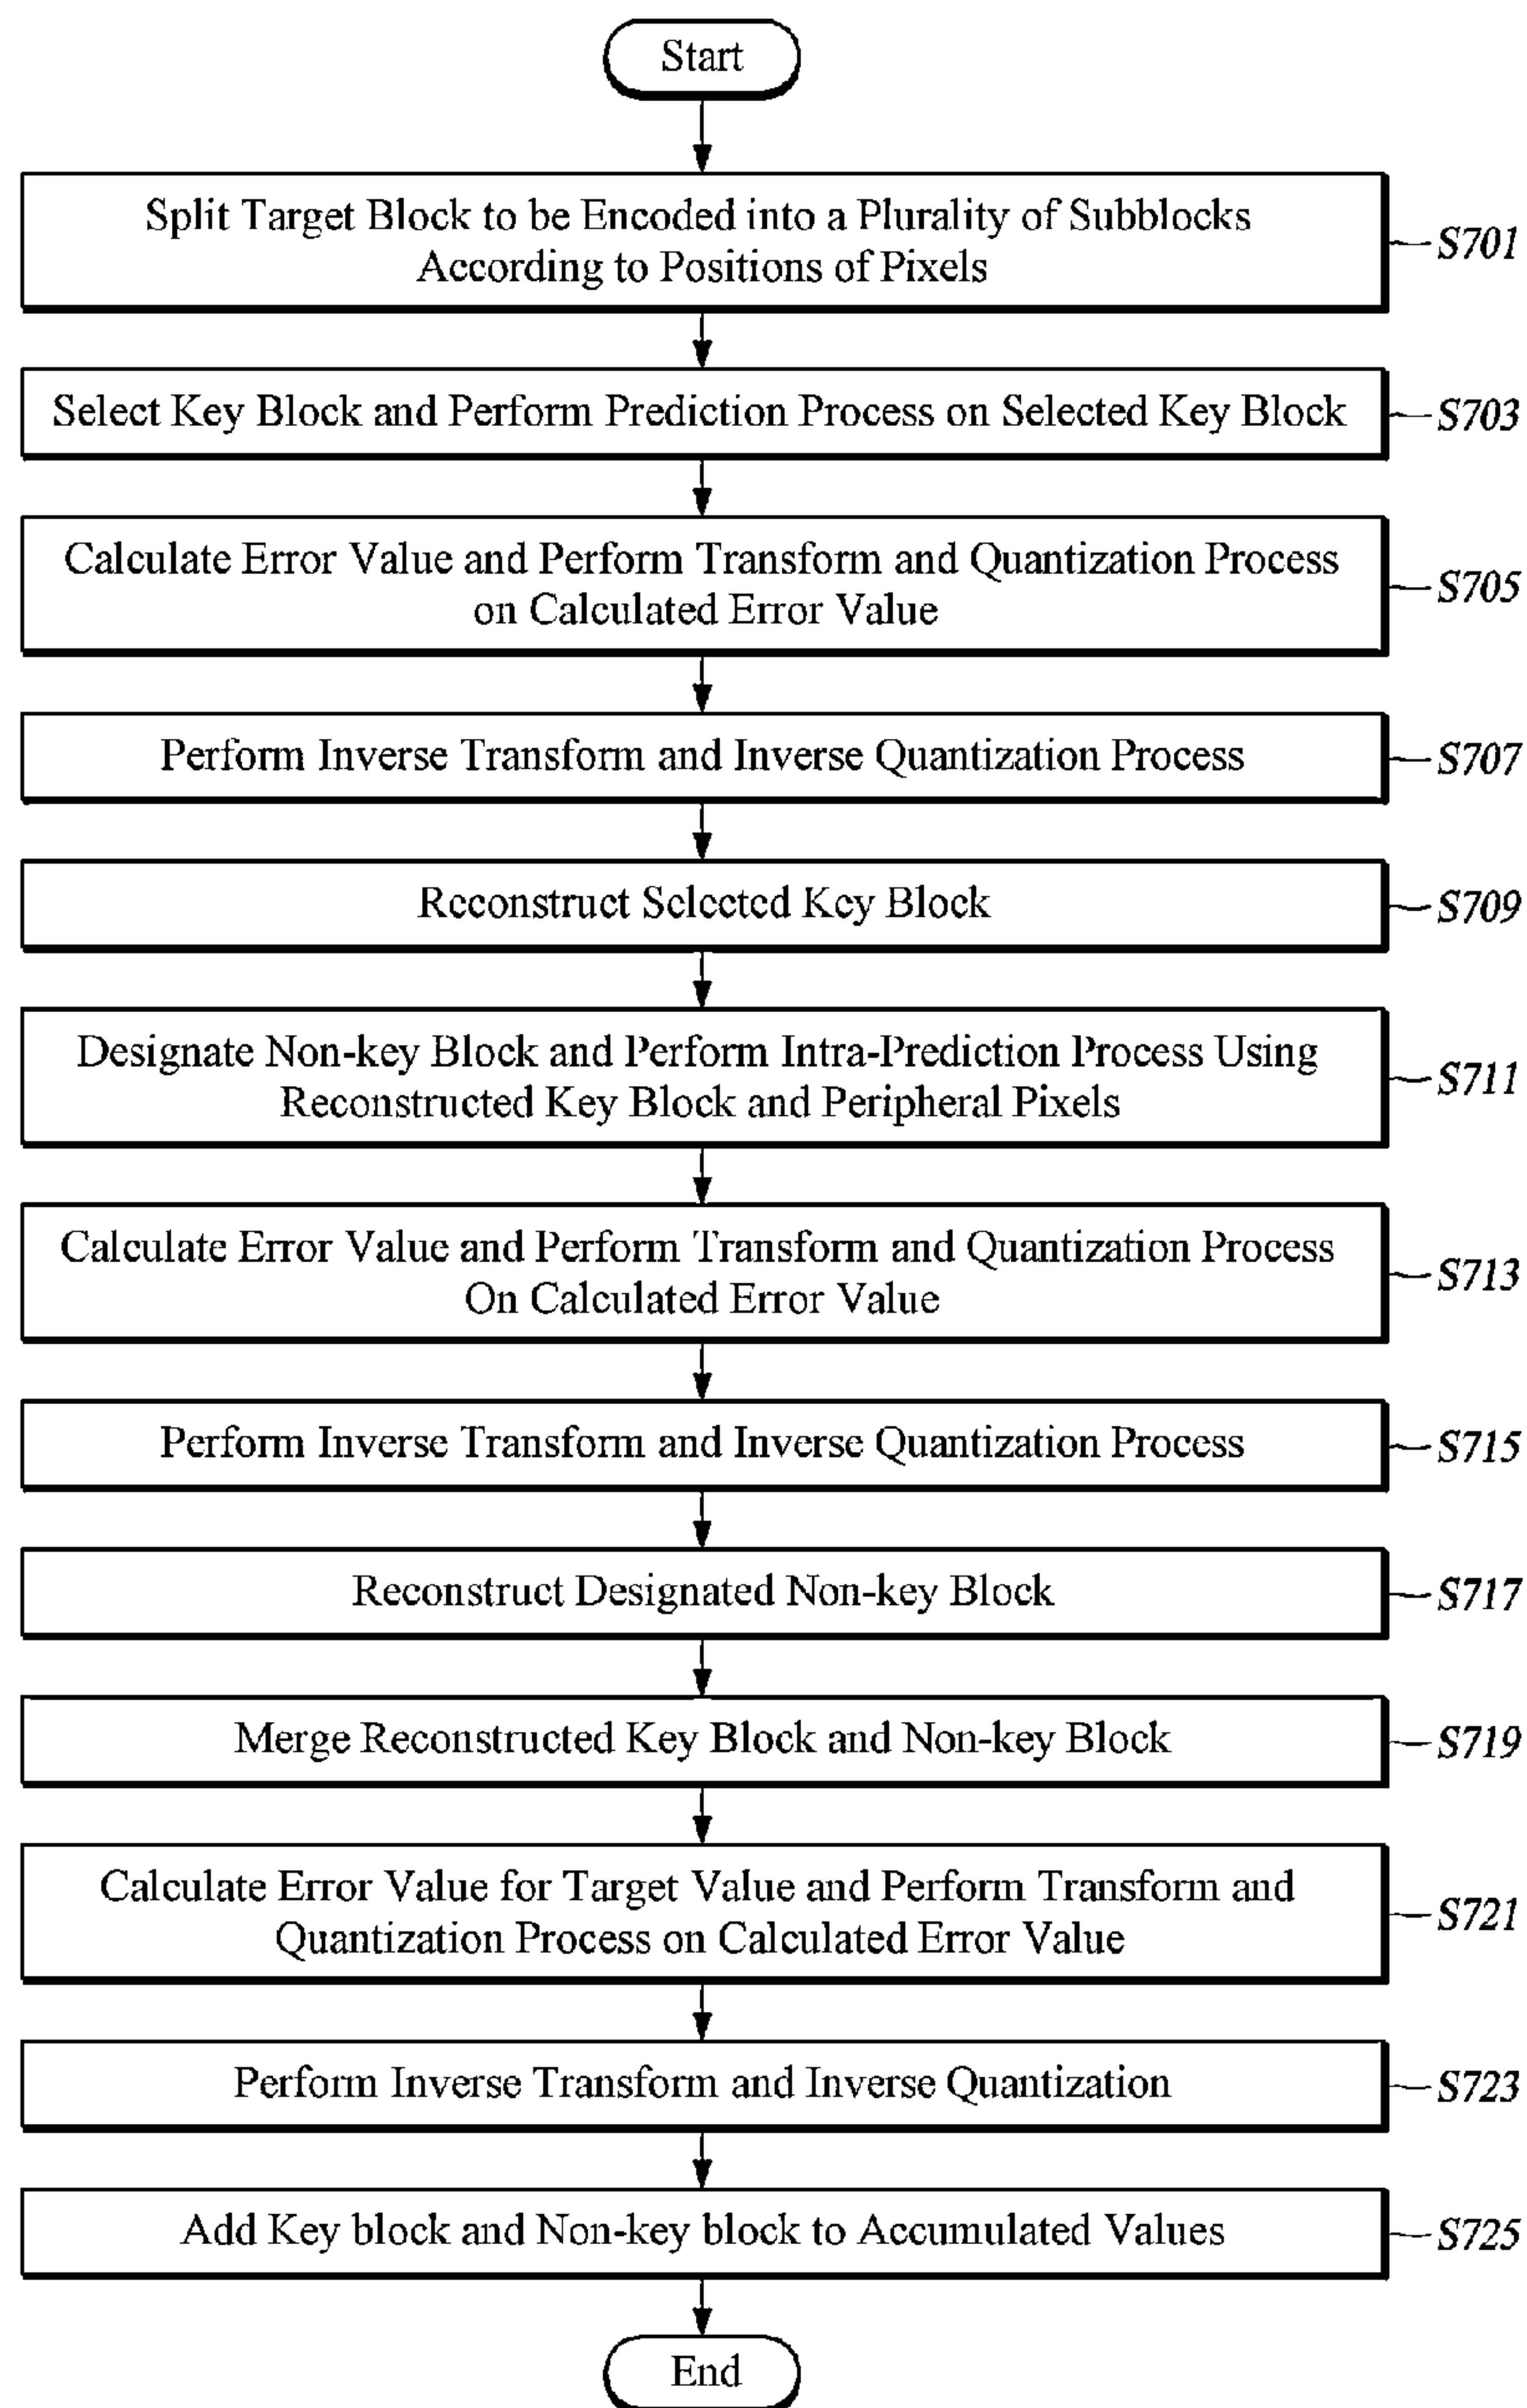 Start
Split Target Block to be Encoded into a Plurality of Subblocks
According to Positions of Pixels
S701
Select Key Block and Perform Prediction Process on Selected Key Block
S703
Calculate Error Value and Perform Transform and Quantization Process
on Calculated Error Value
S705
Perform Inverse Transform and Inverse Quantization Process
S707
Reconstruct Selected Key Block
S709
Designate Non-key Block and Perform Intra-Prediction Process Using
Reconstructed Key Block and Peripheral Pixels
S711
Calculate Error Value and Perform Transform and Quantization Process
On Calculated Error Value
S713
Perform Inverse Transform and Inverse Quantization Process
S715
Reconstruct Designated Non-key Block
S717
Merge Reconstructed Key Block and Non-key Block
S719
Calculate Error Value for Target Value and Perform Transform and
Quantization Process on Calculated Error Value
S721
Perform Inverse Transform and Inverse Quantization
S723
Add Key block and Non-key block to Accumulated Values
S725
End